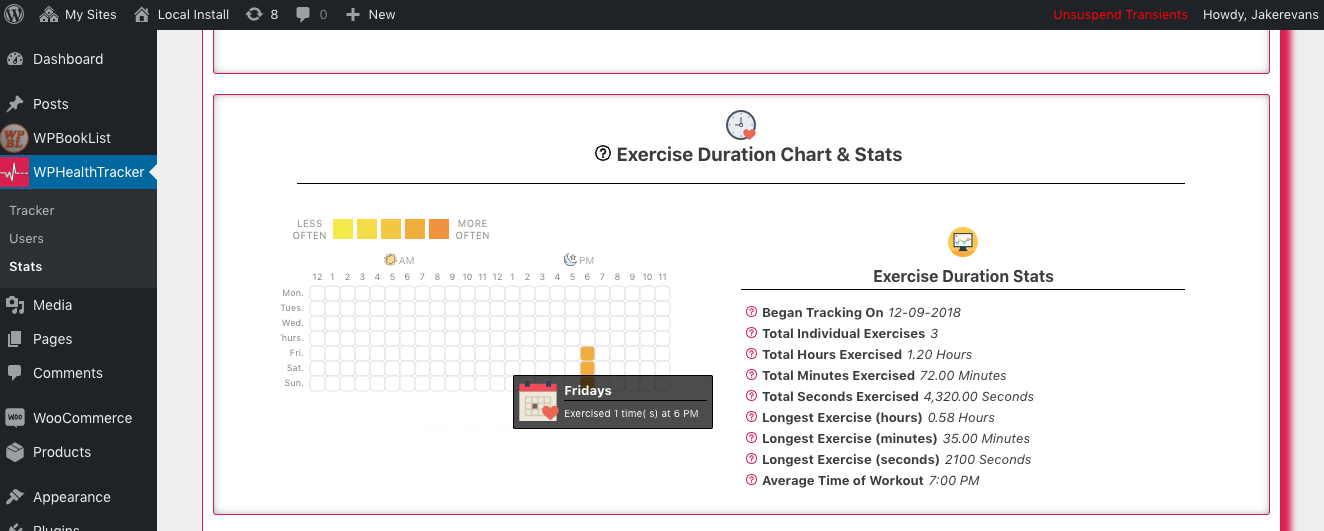 My Sites Local Install 8 0 New Unsuspend Transients Howdy, Jakerevans
Dashboard
Posts
WPBookList
WPHealthTracker
Tracker
Users
Stats
Media
Pages
Comments
WooCommerce
Products
Appearance
Plugins
Exercise Duration Chart & Stats
LESS OFTEN MORE OFTEN
AM PM
12 1 2 3 4 5 6 7 8 9 10 11 12 1 2 3 4 5 6 7 8 9 10 11
Mon.
Tues.
Wed.
Thurs.
Fri.
Sat.
Sun.
Fridays
Exercised 1 time( s) at 6 PM
Exercise Duration Stats
Began Tracking On 12-09-2018
Total Individual Exercises 3
Total Hours Exercised 1.20 Hours
Total Minutes Exercised 72.00 Minutes
Total Seconds Exercised 4,320.00 Seconds
Longest Exercise (hours) 0.58 Hours
Longest Exercise (minutes) 35.00 Minutes
Longest Exercise (seconds) 2100 Seconds
Average Time of Workout 7:00 PM